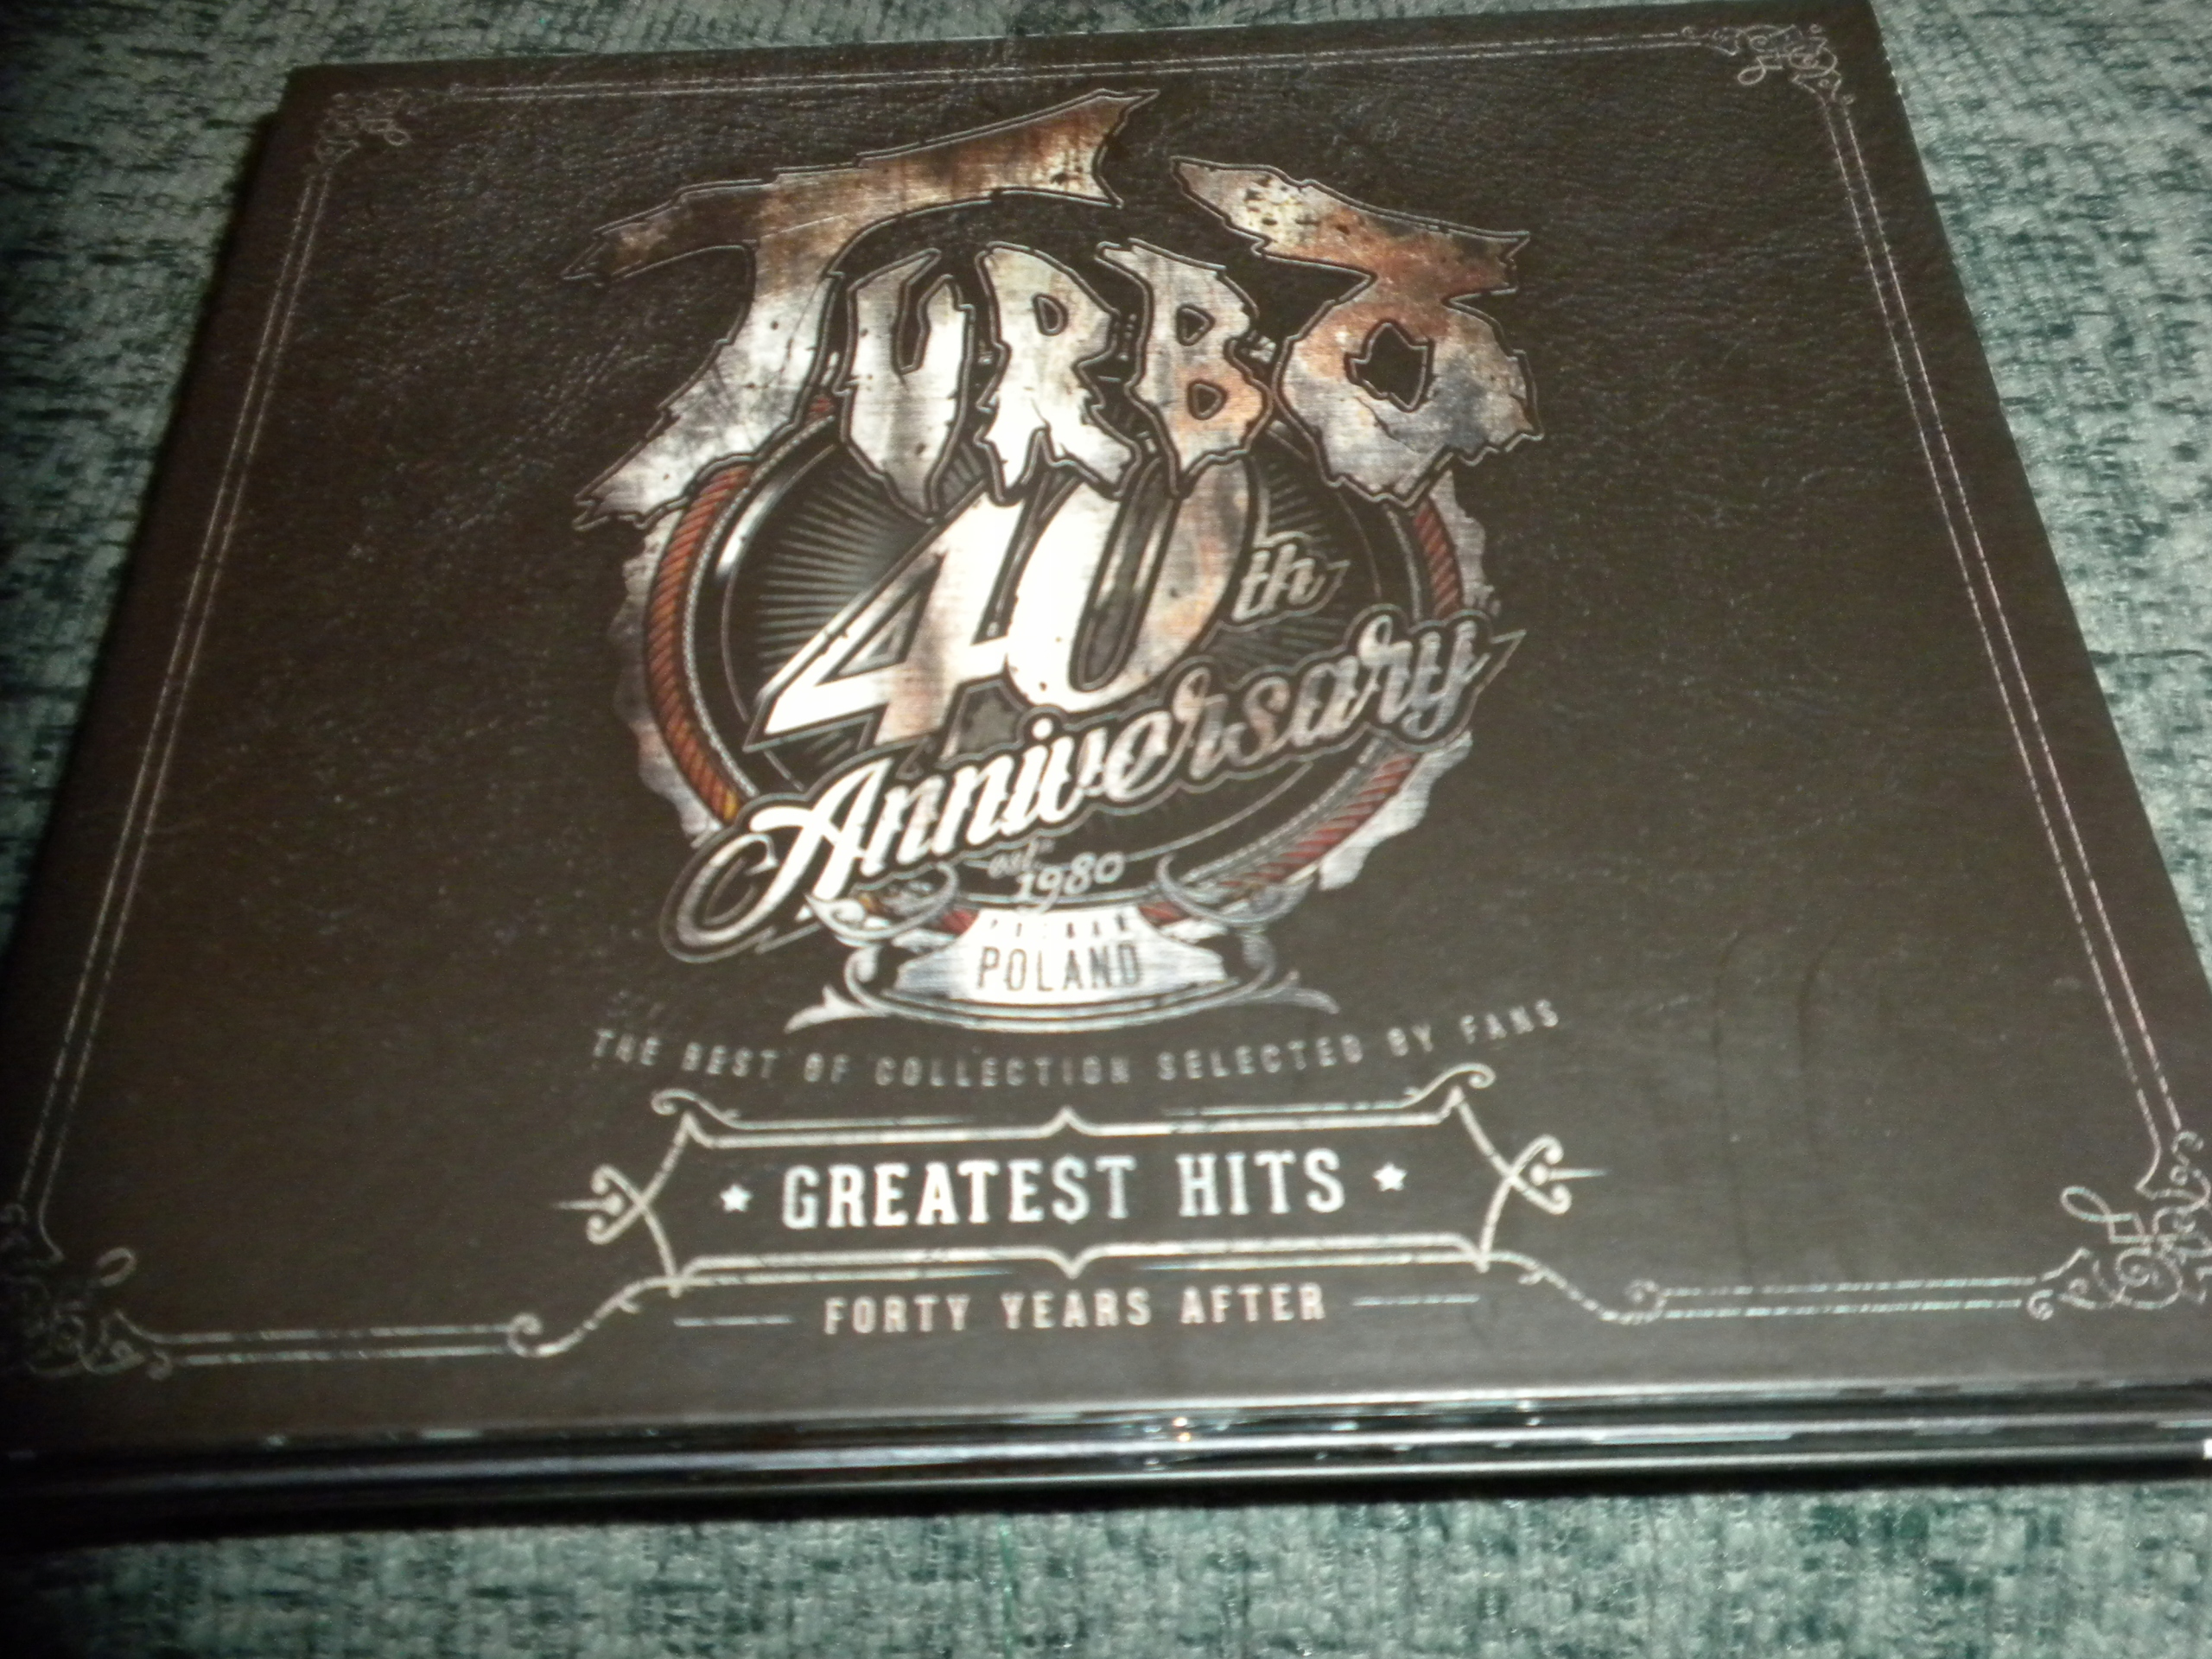 TURBO
40th
Anniversary
est.
1980
POLAND
THE BEST OF COLLECTION SELECTED BY FANS
GREATEST HITS
FORTY YEARS AFTER